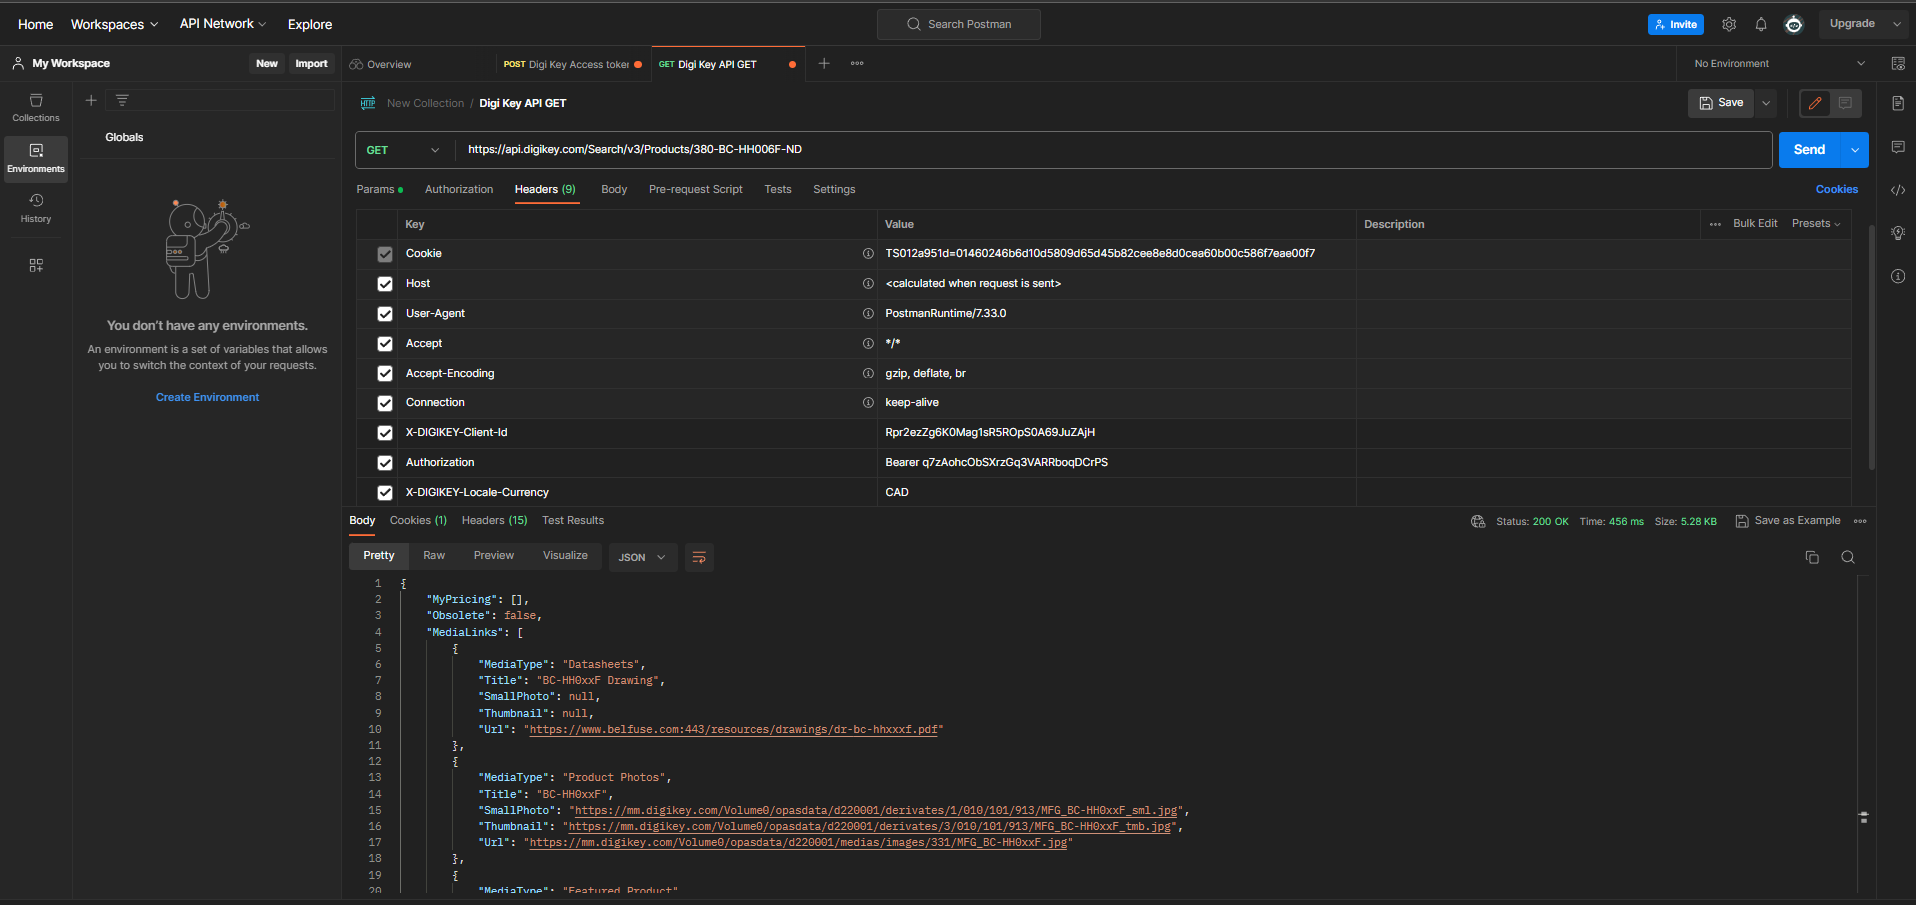 Home Workspaces API Network Explore Search Postman Invite Upgrade
My Workspace New Import Overview POST Digi Key Access token GET Digi Key API GET No Environment
Collections
Environments
History
Globals
You don't have any environments.
An environment is a set of variables that allows
you to switch the context of your requests.
Create Environment
HTTP New Collection / Digi Key API GET Save
GET https://api.digikey.com/Search/v3/Products/380-BC-HH006F-ND Send
Params Authorization Headers (9) Body Pre-request Script Tests Settings Cookies
Key Value Description Bulk Edit Presets
Cookie TS012a951d=01460246b6d10d5809d65d45b82cee8e8d0cea60b00c586f7eae00f7
Host <calculated when request is sent>
User-Agent PostmanRuntime/7.33.0
Accept */*
Accept-Encoding gzip, deflate, br
Connection keep-alive
X-DIGIKEY-Client-Id Rpr2ezZg6K0Mag1sR5ROpS0A69JuZAjH
Authorization Bearer q7zAohcObSXrzGq3VARRboqDCrPS
X-DIGIKEY-Locale-Currency CAD
Body Cookies (1) Headers (15) Test Results Status: 200 OK Time: 456 ms Size: 5.28 KB Save as Example
Pretty Raw Preview Visualize JSON
1 {
2 "MyPricing": [],
3 "Obsolete": false,
4 "MediaLinks": [
5 {
6 "MediaType": "Datasheets",
7 "Title": "BC-HH0xxF Drawing",
8 "SmallPhoto": null,
9 "Thumbnail": null,
10 "Url": "https://www.belfuse.com:443/resources/drawings/dr-bc-hhxxxf.pdf"
11 },
12 {
13 "MediaType": "Product Photos",
14 "Title": "BC-HH0xxF",
15 "SmallPhoto": "https://mm.digikey.com/Volume0/opasdata/d220001/derivates/1/010/101/913/MFG_BC-HH0xxF_sml.jpg",
16 "Thumbnail": "https://mm.digikey.com/Volume0/opasdata/d220001/derivates/3/010/101/913/MFG_BC-HH0xxF_tmb.jpg",
17 "Url": "https://mm.digikey.com/Volume0/opasdata/d220001/medias/images/331/MFG_BC-HH0xxF.jpg"
18 },
19 {
20 "MediaType": "Featured Product"